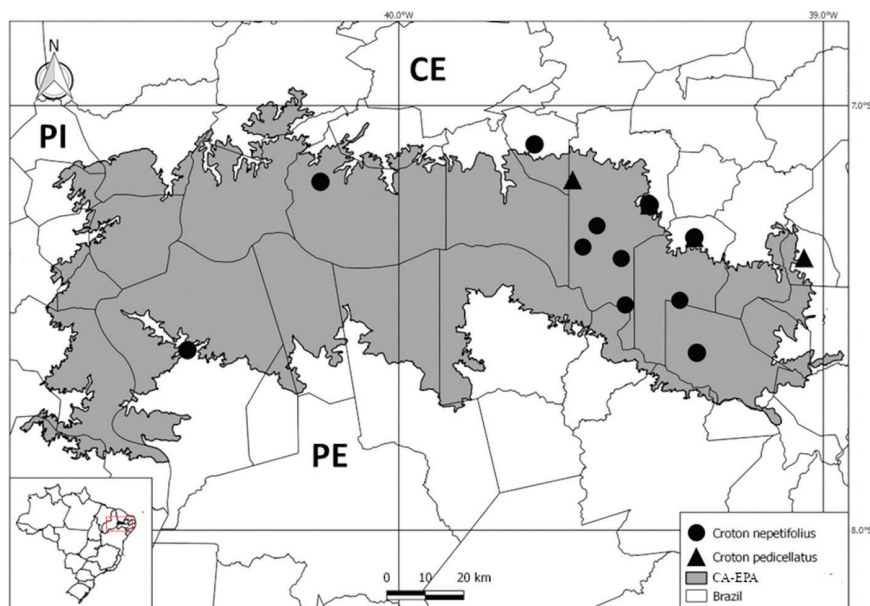 40.0°W
39.0°W
N
CE
7.0°S
PI
PE
8.0°S
Croton nepetifolius
Croton pedicellatus
CA-EPA
Brazil
0 10 20 km